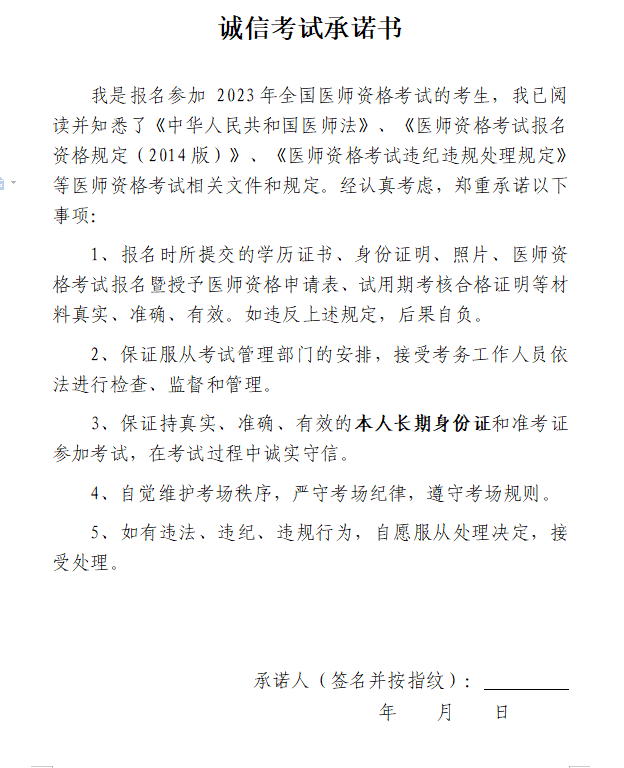 诚信考试承诺书
我是报名参加 2023 年全国医师资格考试的考生，我已阅
读并知悉了《中华人民共和国医师法》、《医师资格考试报名
资格规定（2014 版）》、《医师资格考试违纪违规处理规定》
等医师资格考试相关文件和规定。经认真考虑，郑重承诺以下
事项：
1、报名时所提交的学历证书、身份证明、照片、医师资
格考试报名暨授予医师资格申请表、试用期考核合格证明等材
料真实、准确、有效。如违反上述规定，后果自负。
2、保证服从考试管理部门的安排，接受考务工作人员依
法进行检查、监督和管理。
3、保证持真实、准确、有效的本人长期身份证和准考证
参加考试，在考试过程中诚实守信。
4、自觉维护考场秩序，严守考场纪律，遵守考场规则。
5、如有违法、违纪、违规行为，自愿服从处理决定，接
受处理。
承诺人（签名并按指纹）：
年 月 日